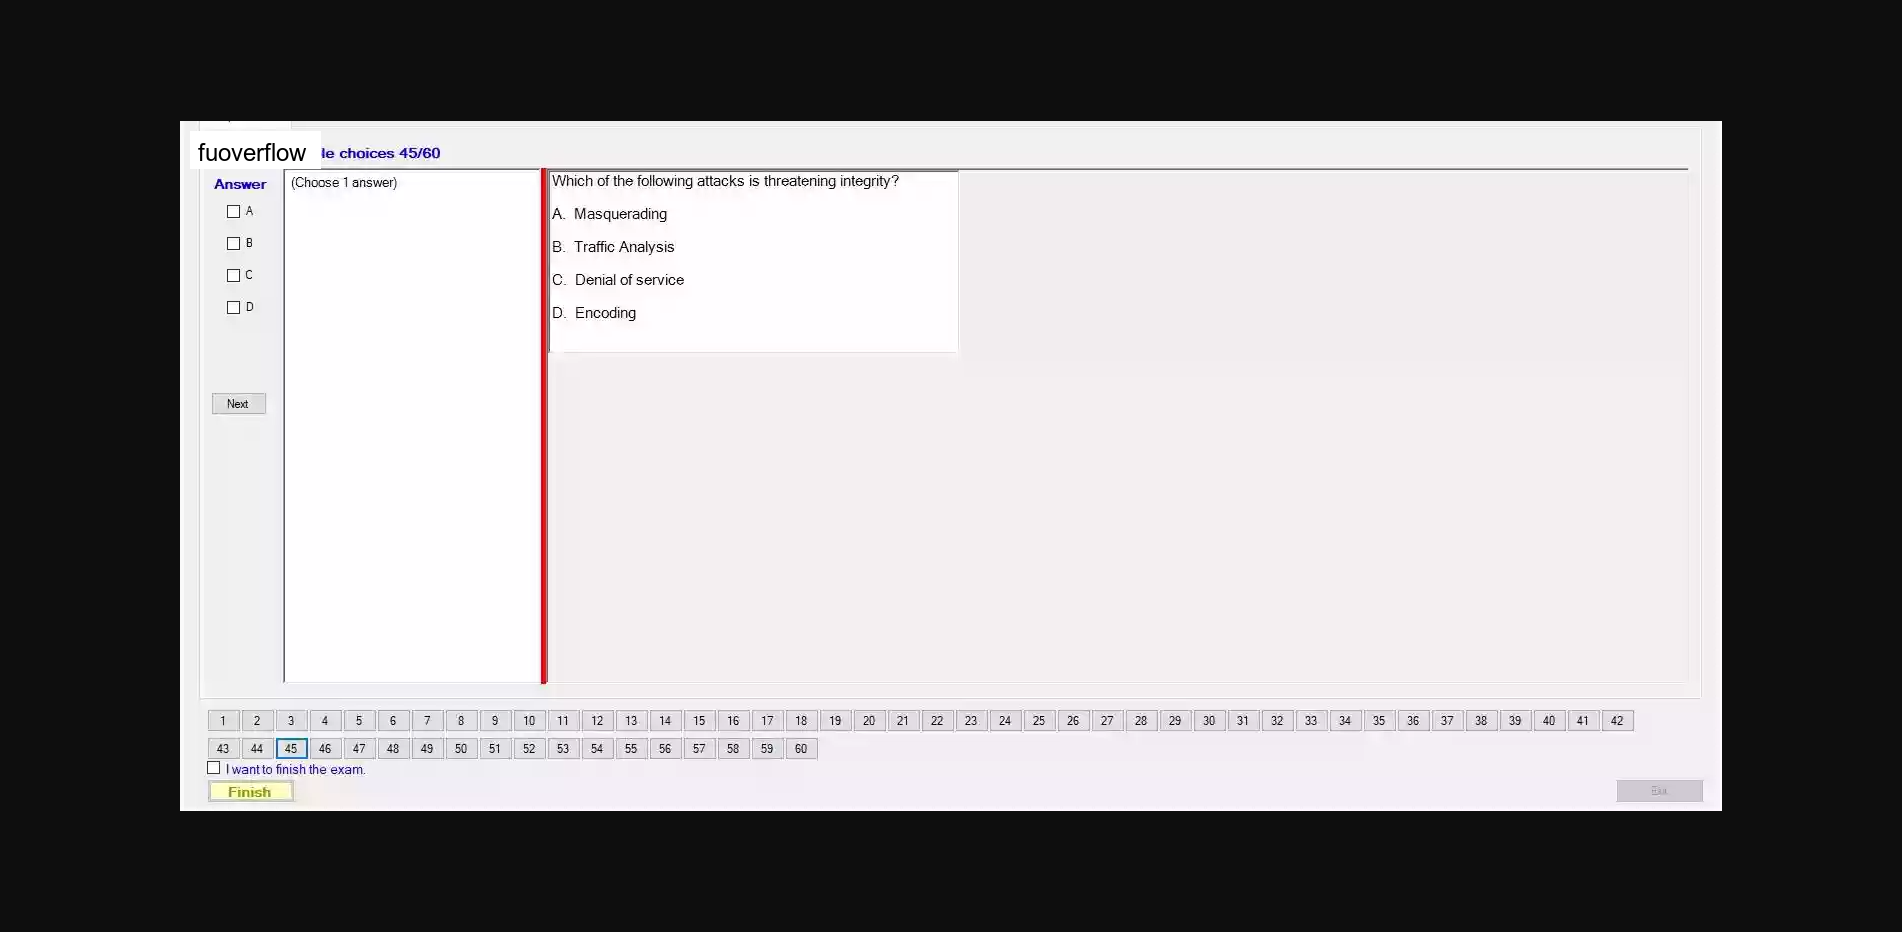 fuoverflow le choices 45/60
Answer
(Choose 1 answer)
A
B
C
D
Next
Which of the following attacks is threatening integrity?
A. Masquerading
B. Traffic Analysis
C. Denial of service
D. Encoding
1 2 3 4 5 6 7 8 9 10 11 12 13 14 15 16 17 18 19 20 21 22 23 24 25 26 27 28 29 30 31 32 33 34 35 36 37 38 39 40 41 42
43 44 45 46 47 48 49 50 51 52 53 54 55 56 57 58 59 60
I want to finish the exam.
Finish
Exit